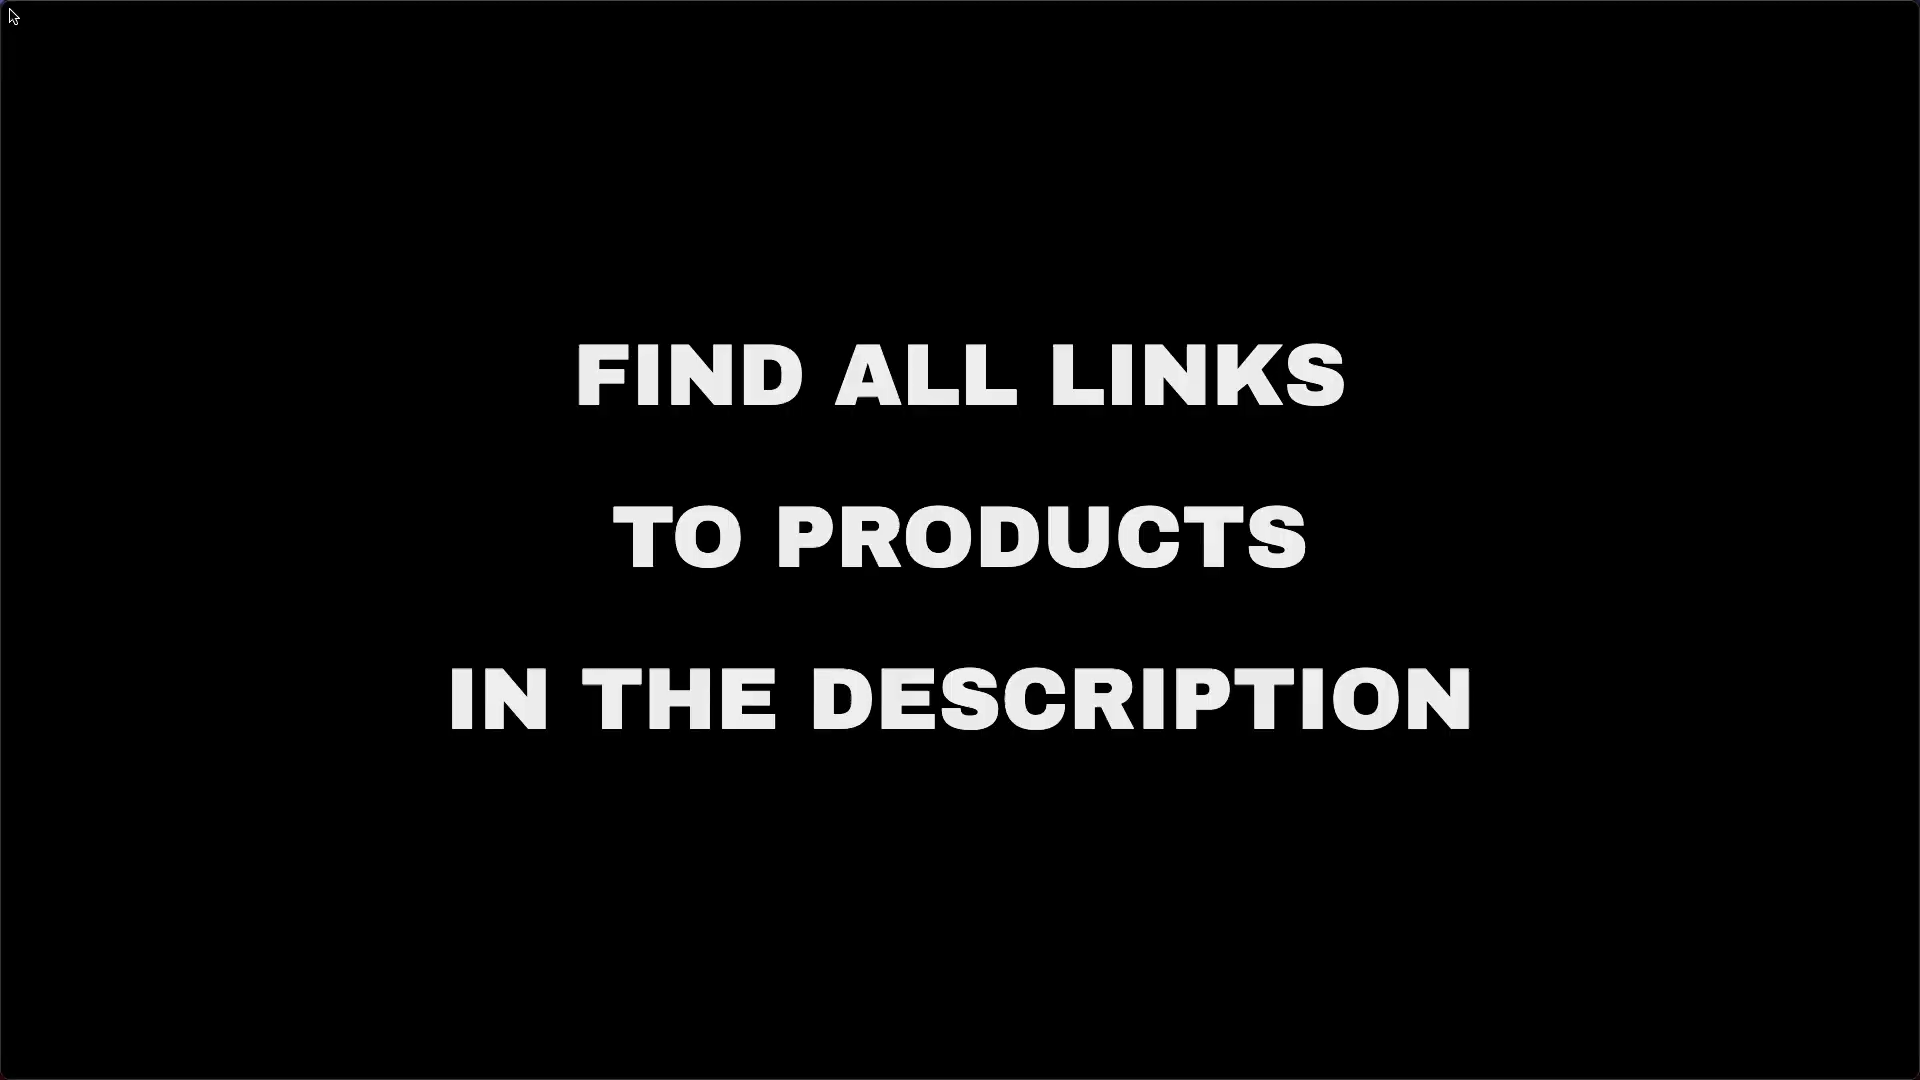 FIND ALL LINKS
TO PRODUCTS
IN THE DESCRIPTION